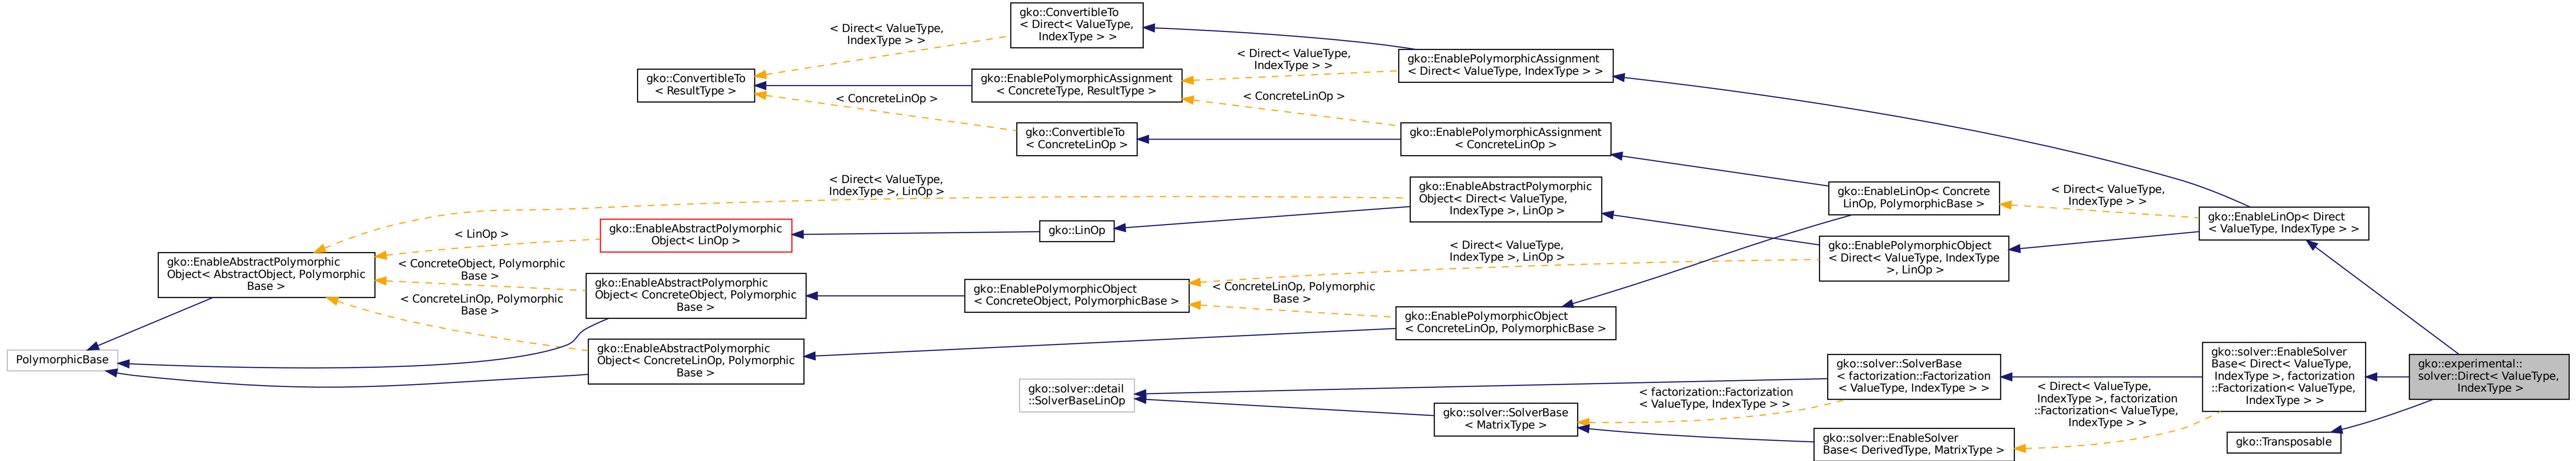 gko::ConvertibleTo
< Direct< ValueType,
IndexType > >
< Direct< ValueType,
IndexType > >
gko::EnablePolymorphicAssignment
< Direct< ValueType, IndexType > >
< Direct< ValueType,
IndexType > >
gko::ConvertibleTo
< ResultType >
gko::EnablePolymorphicAssignment
< ConcreteType, ResultType >
< ConcreteLinOp >
< ConcreteLinOp >
gko::ConvertibleTo
< ConcreteLinOp >
gko::EnablePolymorphicAssignment
< ConcreteLinOp >
< Direct< ValueType,
IndexType >, LinOp >
gko::EnableAbstractPolymorphic
Object< Direct< ValueType,
IndexType >, LinOp >
gko::EnableLinOp< Concrete
LinOp, PolymorphicBase >
< Direct< ValueType,
IndexType > >
gko::EnableLinOp< Direct
< ValueType, IndexType > >
< LinOp >
gko::EnableAbstractPolymorphic
Object< LinOp >
gko::LinOp
< Direct< ValueType,
IndexType >, LinOp >
gko::EnablePolymorphicObject
< Direct< ValueType, IndexType
>, LinOp >
gko::EnableAbstractPolymorphic
Object< AbstractObject, Polymorphic
Base >
< ConcreteObject, Polymorphic
Base >
gko::EnableAbstractPolymorphic
Object< ConcreteObject, Polymorphic
Base >
gko::EnablePolymorphicObject
< ConcreteObject, PolymorphicBase >
< ConcreteLinOp, Polymorphic
Base >
< ConcreteLinOp, Polymorphic
Base >
gko::EnablePolymorphicObject
< ConcreteLinOp, PolymorphicBase >
PolymorphicBase
gko::EnableAbstractPolymorphic
Object< ConcreteLinOp, Polymorphic
Base >
gko::solver::detail
::SolverBaseLinOp
gko::solver::SolverBase
< factorization::Factorization
< ValueType, IndexType > >
gko::solver::EnableSolver
Base< Direct< ValueType,
IndexType >, factorization
::Factorization< ValueType,
IndexType > >
gko::experimental::
solver::Direct< ValueType,
IndexType >
< factorization::Factorization
< ValueType, IndexType > >
gko::solver::SolverBase
< MatrixType >
< Direct< ValueType,
IndexType >, factorization
::Factorization< ValueType,
IndexType > >
gko::solver::EnableSolver
Base< DerivedType, MatrixType >
gko::Transposable